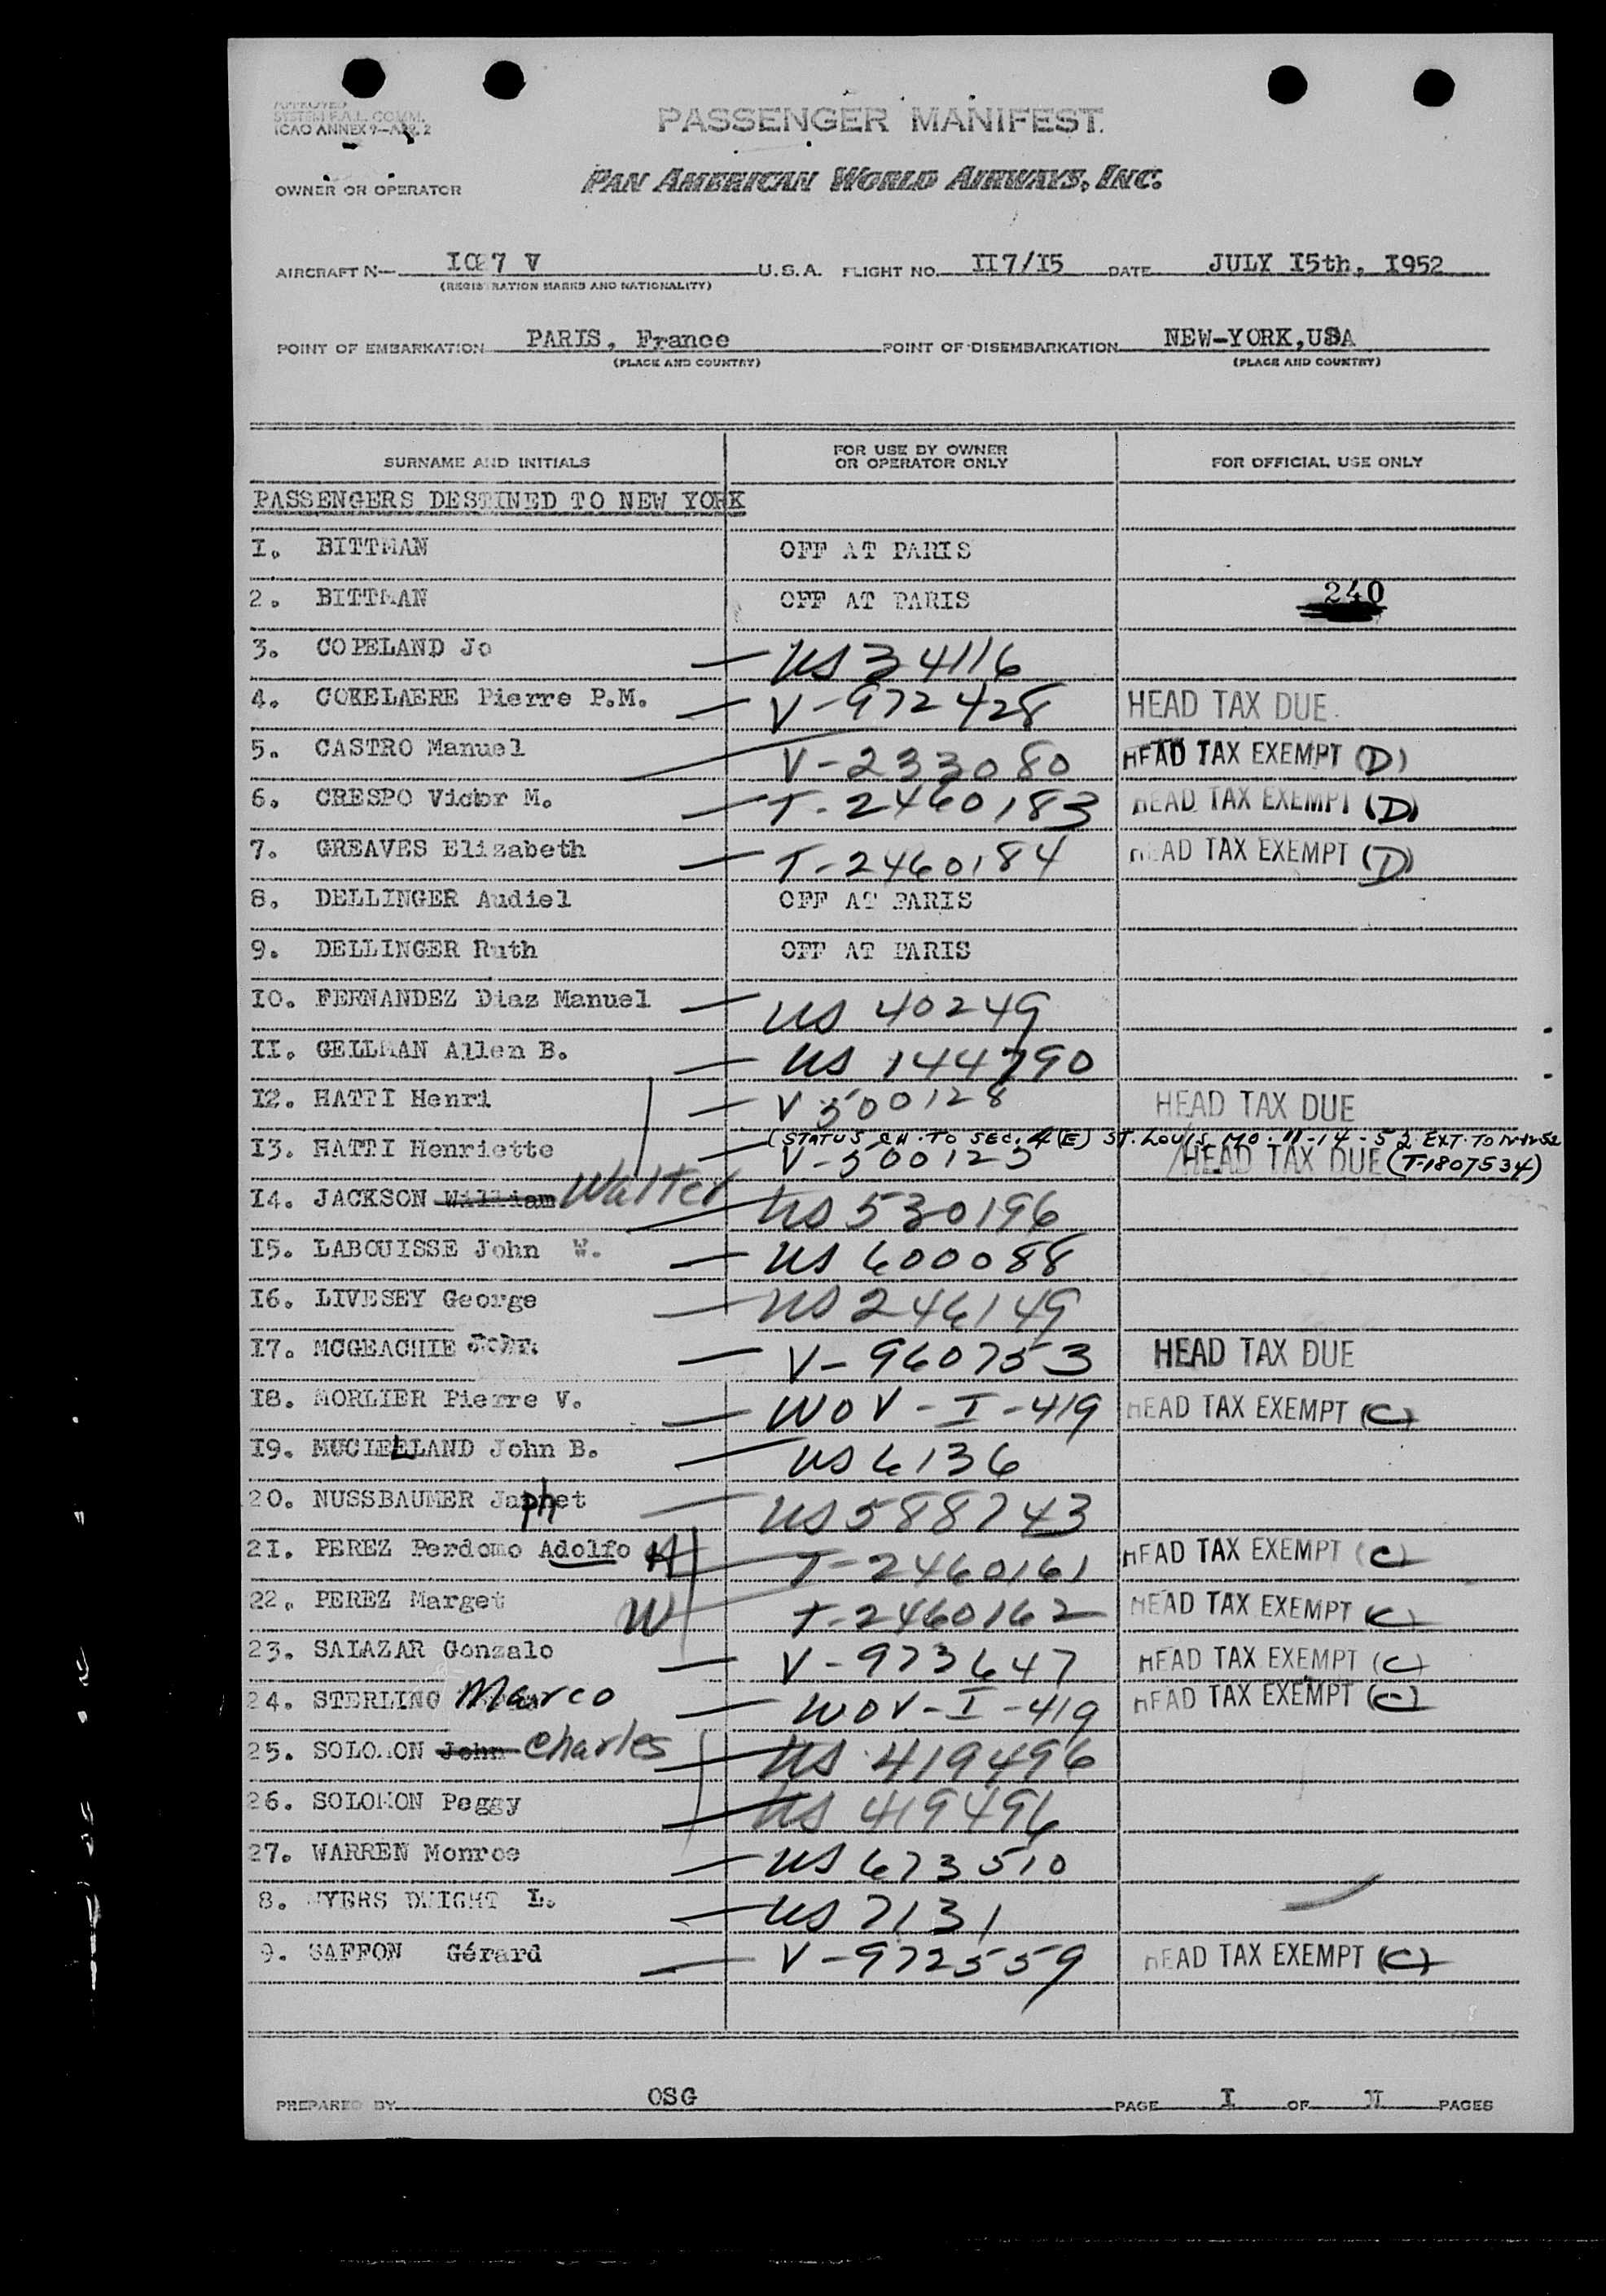 APPROVED
SYSTEM F.A.L. COMM.
ICAO ANNEX 9—APP. 2
PASSENGER MANIFEST.
OWNER OR OPERATOR PAN AMERICAN WORLD AIRWAYS, INC.
AIRCRAFT N— V U.S.A. FLIGHT NO. II7/I5 DATE JULY I5th, I952
(REGISTRATION MARKS AND NATIONALITY)
POINT OF EMBARKATION PARIS, France POINT OF DISEMBARKATION NEW-YORK,USA
(PLACE AND COUNTRY) (PLACE AND COUNTRY)
SURNAME AND INITIALS FOR USE BY OWNER OR OPERATOR ONLY FOR OFFICIAL USE ONLY
PASSENGERS DESTINED TO NEW YORK
I. BITTMAN OFF AT PARIS
2. BITTMAN OFF AT PARIS 240
3. COPELAND Jo — US 34116
4. COKELAERE Pierre P.M. — V-972428 HEAD TAX DUE
5. CASTRO Manuel — V-233080 HEAD TAX EXEMPT (D)
6. CRESPO Victor M. — T-2460183 HEAD TAX EXEMPT (D)
7. GREAVES Elizabeth — T-2460184 HEAD TAX EXEMPT (D)
8. DELLINGER Audiel OFF AT PARIS
9. DELLINGER Ruth OFF AT PARIS
I0. FERNANDEZ Diaz Manuel — US 40249
II. GELLMAN Allen B. — US 144790
I2. HATTI Henri — V 500128 HEAD TAX DUE
(STATUS CH. TO SEC. 4(E) ST. LOUIS MO. 11-14-52 EXT. TO
I3. HATTI Henriette — V-500125 HEAD TAX DUE (T-1807534)
I4. JACKSON William Walter — US 530196
I5. LABOUISSE John W. — US 600088
I6. LIVESEY George — US 246149
I7. MCGEACHIE John — V-960753 HEAD TAX DUE
I8. MORLIER Pierre V. — WOV-I-419 HEAD TAX EXEMPT (C)
I9. MUCIELLAND John B. — US 6136
20. NUSSBAUMER Japhet — US 588743
2I. PEREZ Perdomo Adolfo H — T-2460161 HEAD TAX EXEMPT (C)
22. PEREZ Marget W — T-2460162 HEAD TAX EXEMPT (C)
23. SALAZAR Gonzalo — V-973647 HEAD TAX EXEMPT (C)
24. STERLING Marco — WOV-I-419 HEAD TAX EXEMPT (C)
25. SOLOMON John Charles — US 419496
26. SOLOMON Peggy — US 419496
27. WARREN Monroe — US 673510
8. MYERS DWIGHT L. — US 7131
9. SAFFON Gérard — V-972559 HEAD TAX EXEMPT (C)
PREPARED BY OSG PAGE I OF II PAGES